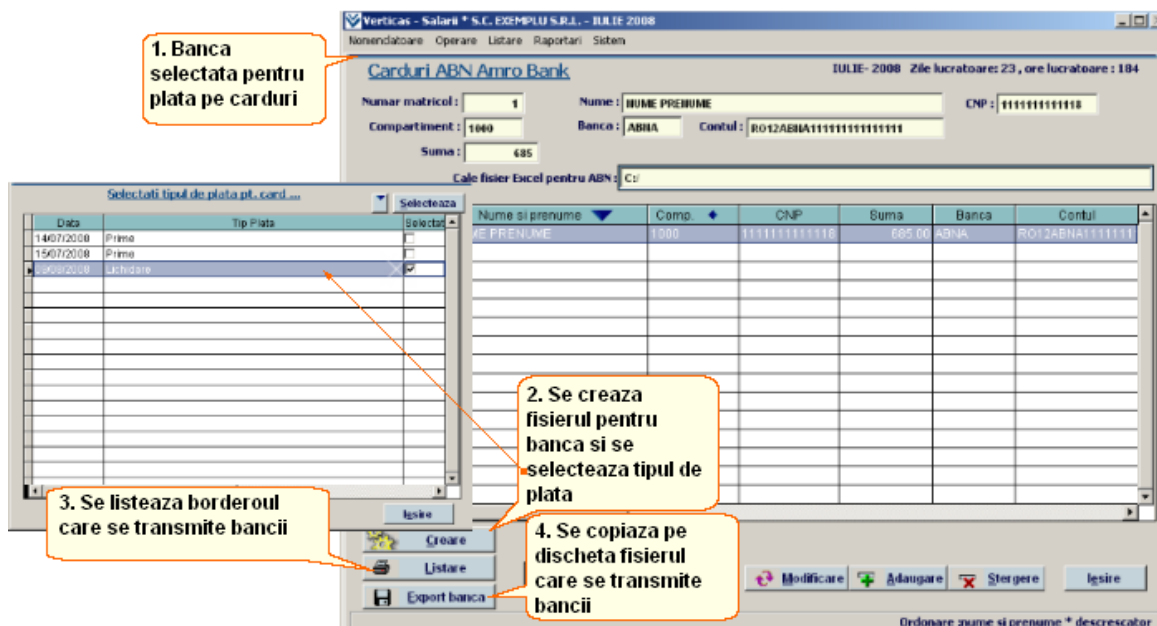 Verticas - Salarii * S.C. EXEMPLU S.R.L. - IULIE 2008
Nomenclatoare Operare Listare Raportari Sistem
1. Banca
selectata pentru
plata pe carduri
Carduri ABN Amro Bank
IULIE- 2008 Zile lucratoare: 23 , ore lucratoare : 184
Numar matricol : 1 Nume : NUME PRENUME CNP : 1111111111118
Compartiment : 1000 Banca : ABNA Contul : RO12ABNA1111111111111111
Suma : 685
Cale fisier Excel pentru ABN : C:/
Selectati tipul de plata pt. card ...
Selecteaza
Data Tip Plata Selectat
14/07/2008 Prime
15/07/2008 Prime
Lichidare
Nume si prenume Comp. CNP Suma Banca Contul
ME PRENUME 1000 1111111111118 685.00 ABNA RO12ABNA1111111
2. Se creaza
fisierul pentru
banca si se
selecteaza tipul de
plata
3. Se listeaza borderoul
care se transmite bancii
Iesire
4. Se copiaza pe
discheta fisierul
care se transmite
bancii
Creare
Listare
Export banca
Modificare Adaugare Stergere Iesire
Ordonare :nume si prenume * descrescator